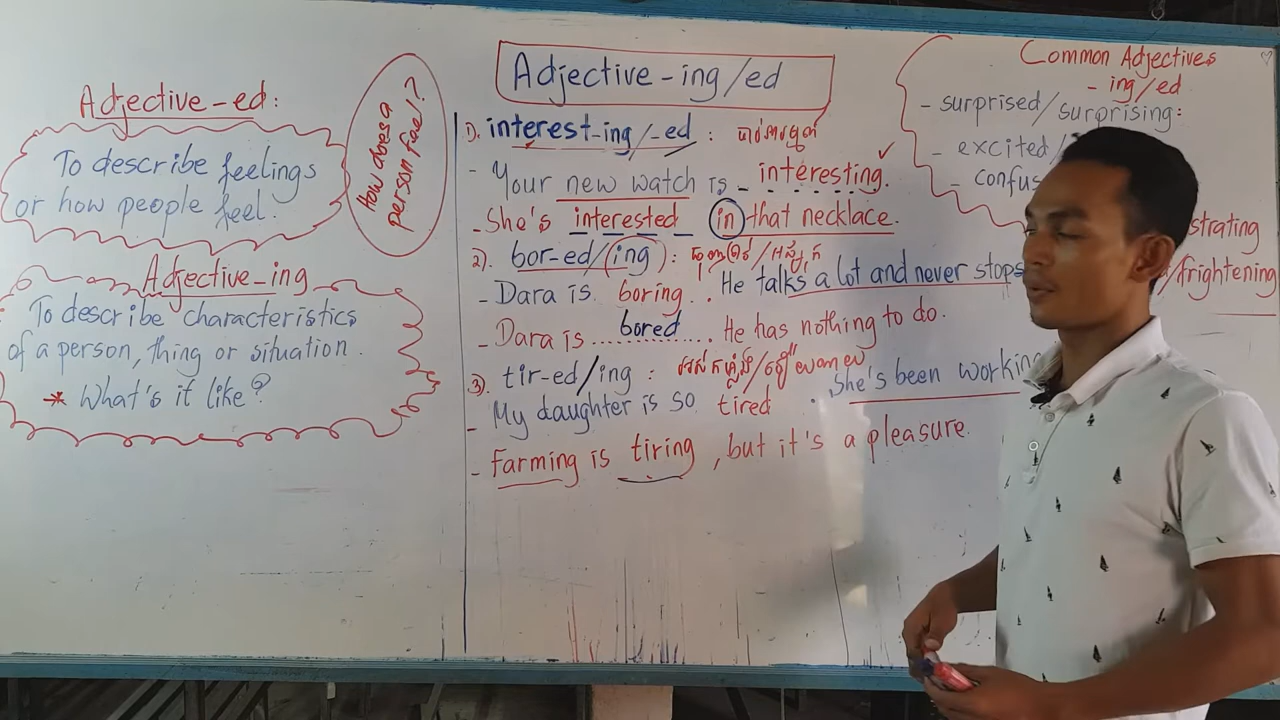 Adjective-ed:
To describe feelings
or how people feel.
How does a
person feel?
Adjective-ing
To describe characteristics
of a person, thing or situation.
* What's it like?
Adjective-ing/ed
1). interest-ing/-ed :
- Your new watch is interesting. ✓
- She's interested in that necklace.
2). bor-ed/(ing) :
- Dara is boring. He talks a lot and never stops
- Dara is bored. He has nothing to do.
3) tir-ed/ing :
- My daughter is so tired. She's been working
- Farming is tiring, but it's a pleasure.
Common Adjectives
- ing/ed
- surprised/surprising:
- excited/
- confus
strating
/frightening